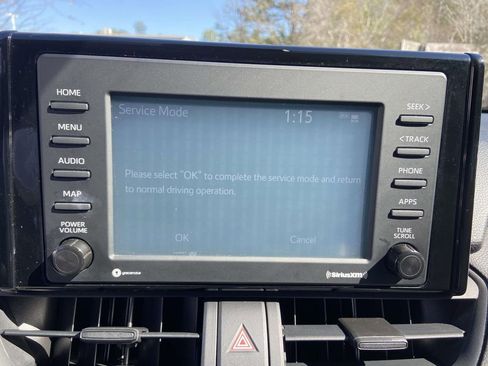 HOME
MENU
AUDIO
MAP
POWER
VOLUME
Service Mode 1:15
Please select "OK" to complete the service mode and return
to normal driving operation.
OK Cancel
SEEK >
< TRACK
PHONE
APPS
TUNE
SCROLL
gracenote
((SiriusXM))